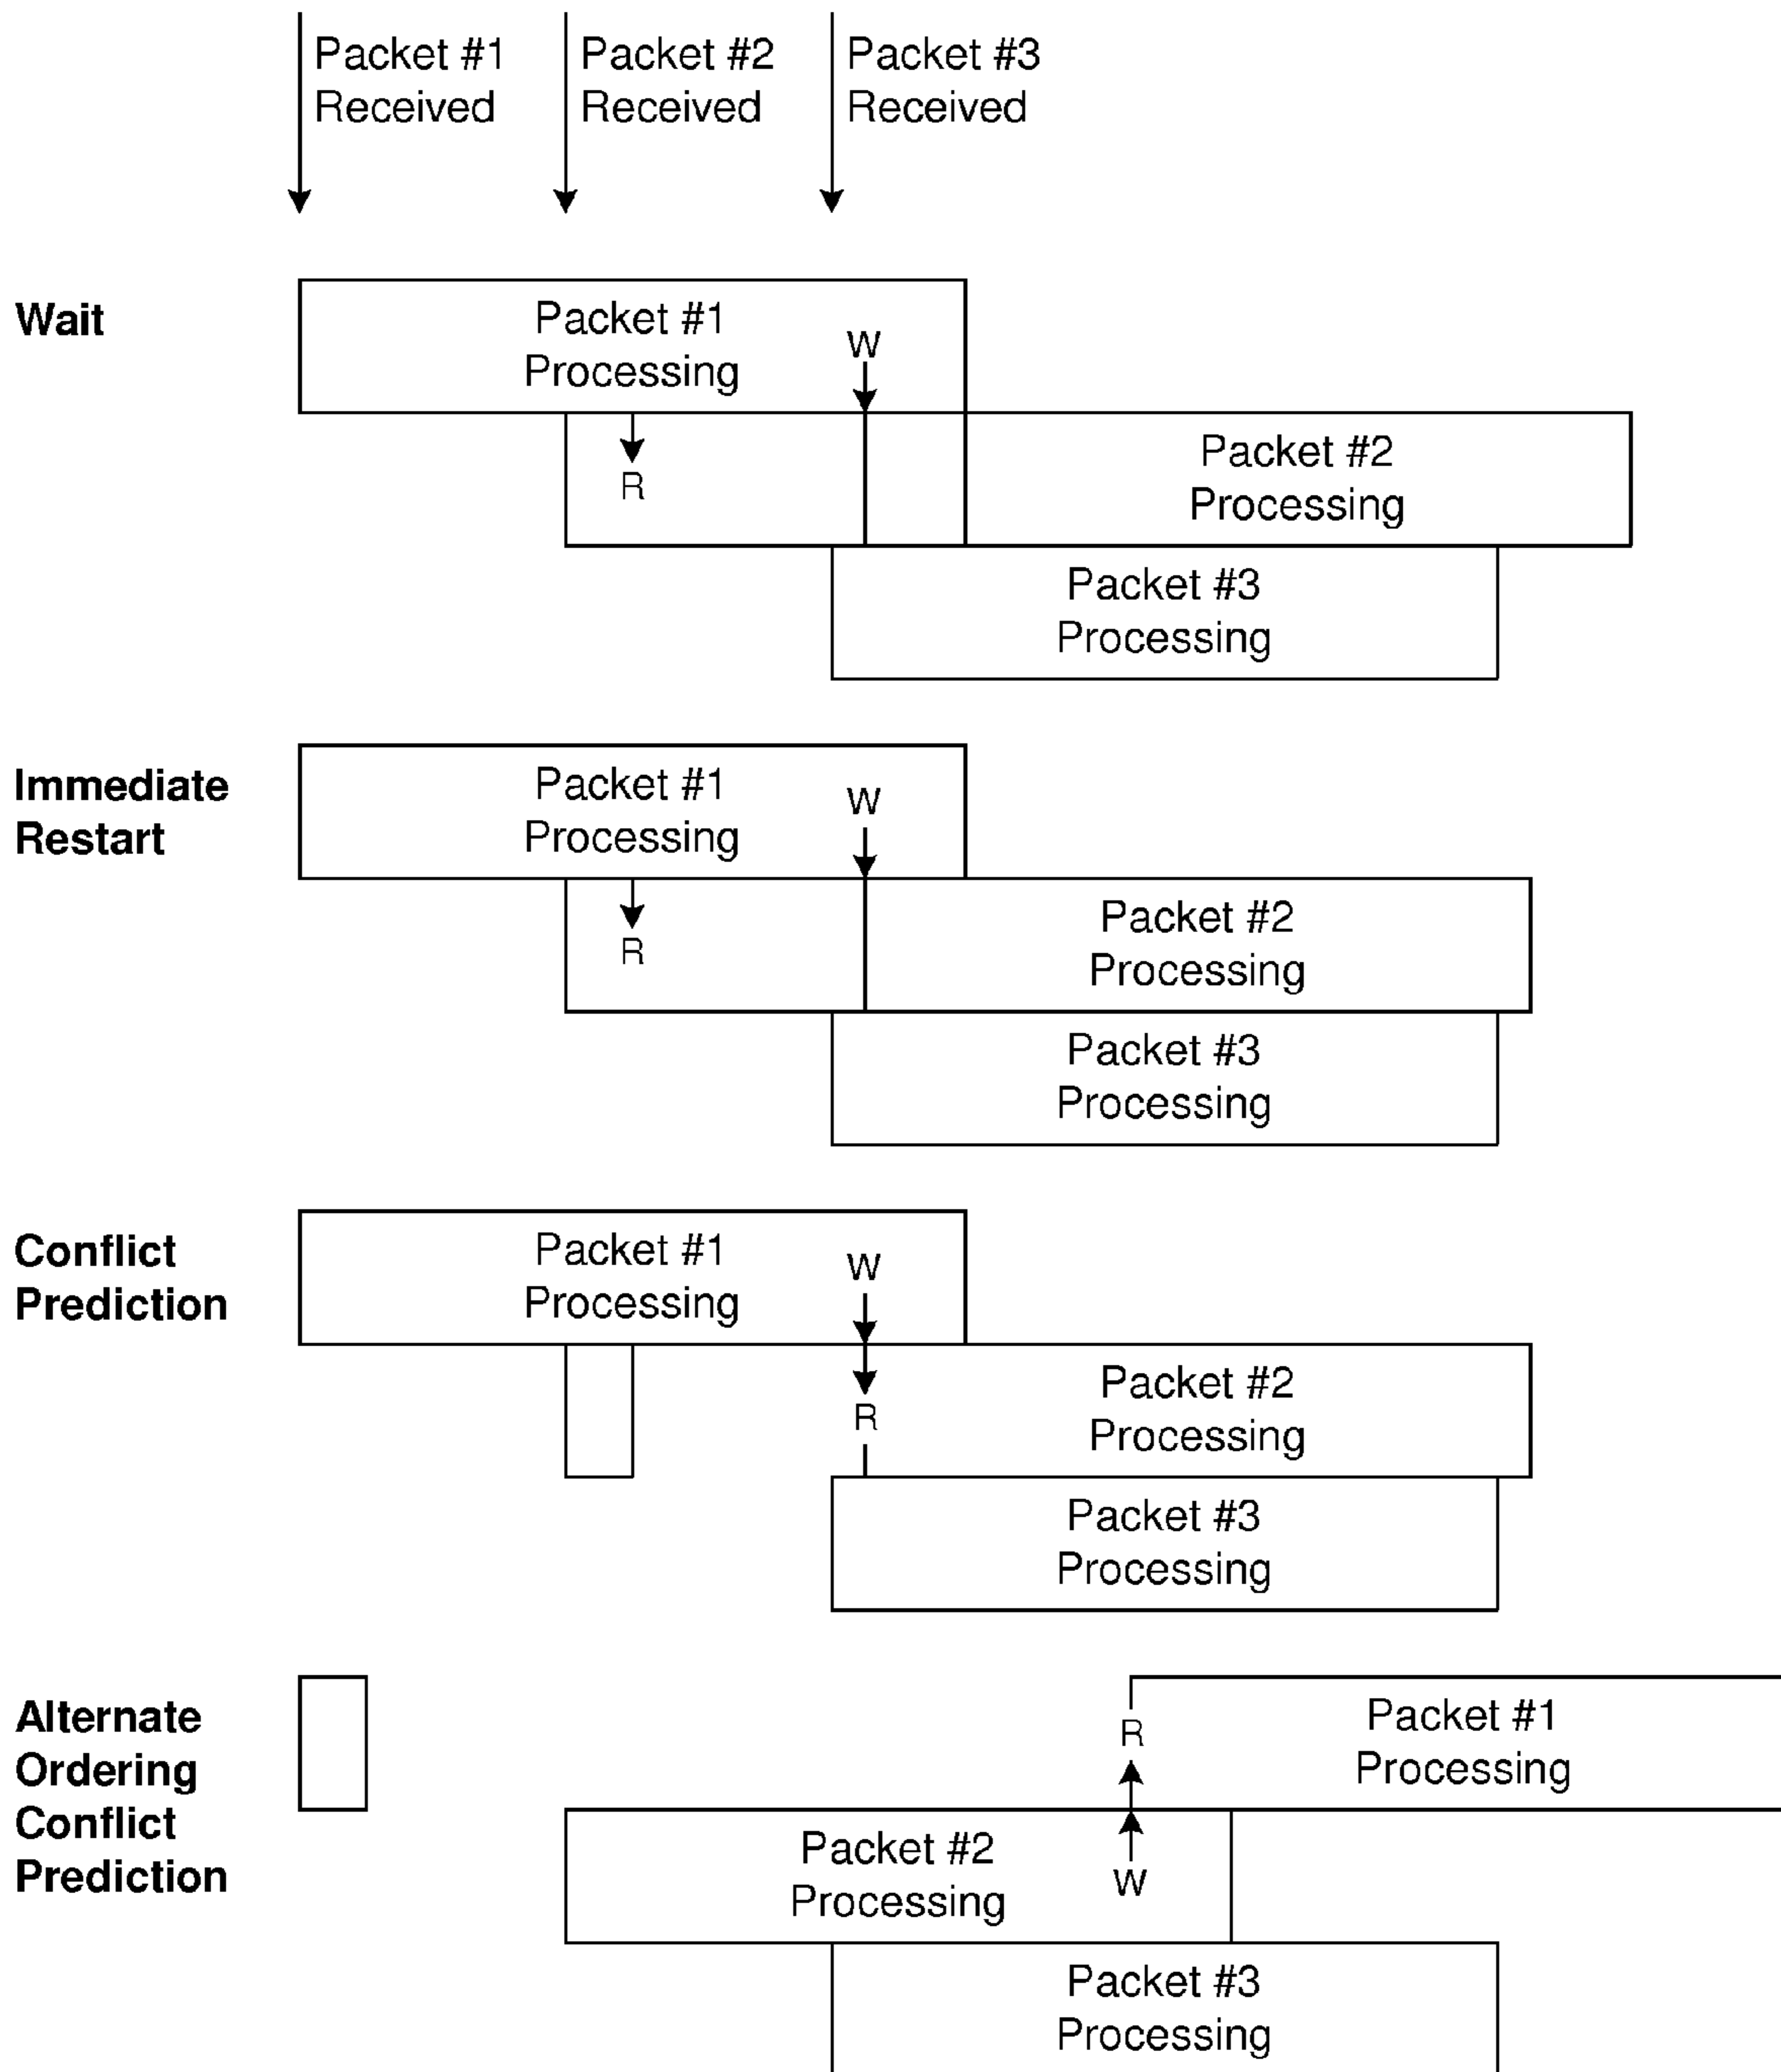 Packet #1
Received
Packet #2
Received
Packet #3
Received
Wait
Packet #1
Processing
W
R
Packet #2
Processing
Packet #3
Processing
Immediate
Restart
Packet #1
Processing
W
R
Packet #2
Processing
Packet #3
Processing
Conflict
Prediction
Packet #1
Processing
W
R
Packet #2
Processing
Packet #3
Processing
Alternate
Ordering
Conflict
Prediction
R
Packet #1
Processing
Packet #2
Processing
W
Packet #3
Processing